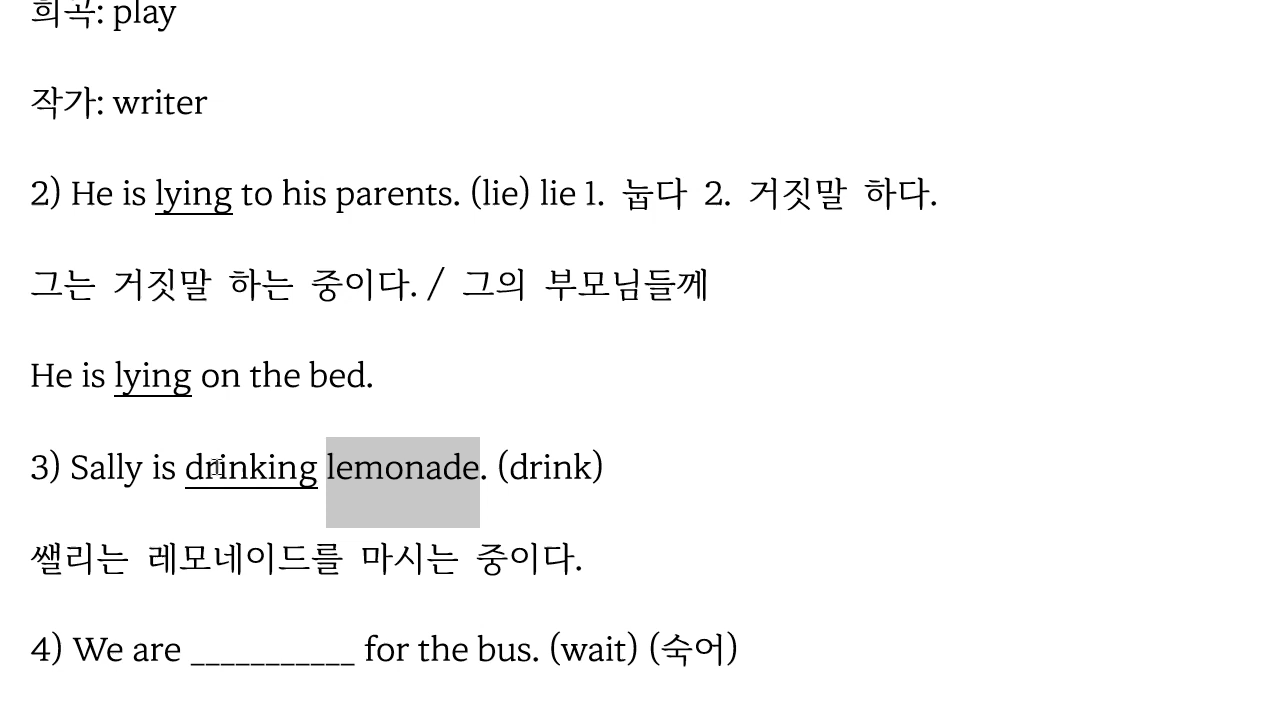 희곡: play
작가: writer
2) He is lying to his parents. (lie) lie 1. 눕다 2. 거짓말 하다.
그는 거짓말 하는 중이다. / 그의 부모님들께
He is lying on the bed.
3) Sally is drinking lemonade. (drink)
쌜리는 레모네이드를 마시는 중이다.
4) We are ___________ for the bus. (wait) (숙어)